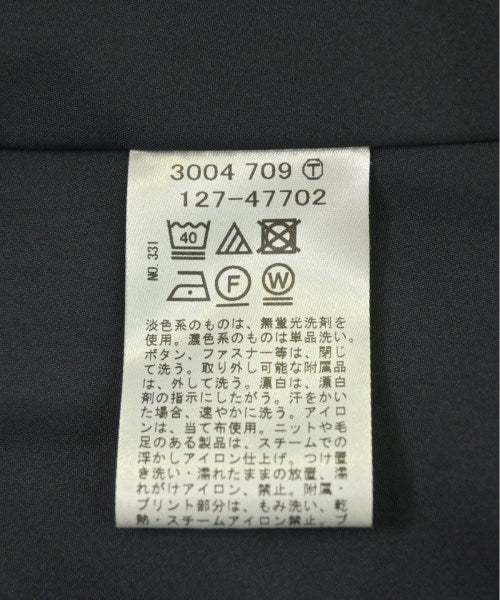 3004 709 Ⓣ
127-47702
40
NO.331
F W
淡色系のものは、無蛍光洗剤を
使用。濃色系のものは単品洗い。
ボタン、ファスナー等は、閉じ
て洗う。取り外し可能な附属品
は、外して洗う。漂白は、漂白
剤の指示にしたがう。汗をかい
た場合、速やかに洗う。アイロ
ンは、当て布使用。ニットや毛
足のある製品は、スチームでの
浮かしアイロン仕上げ。つけ置
き洗い・濡れたままの放置、濡
れがけアイロン、禁止。附属・
プリント部分は、もみ洗い、乾
熱・スチームアイロン禁止。プ